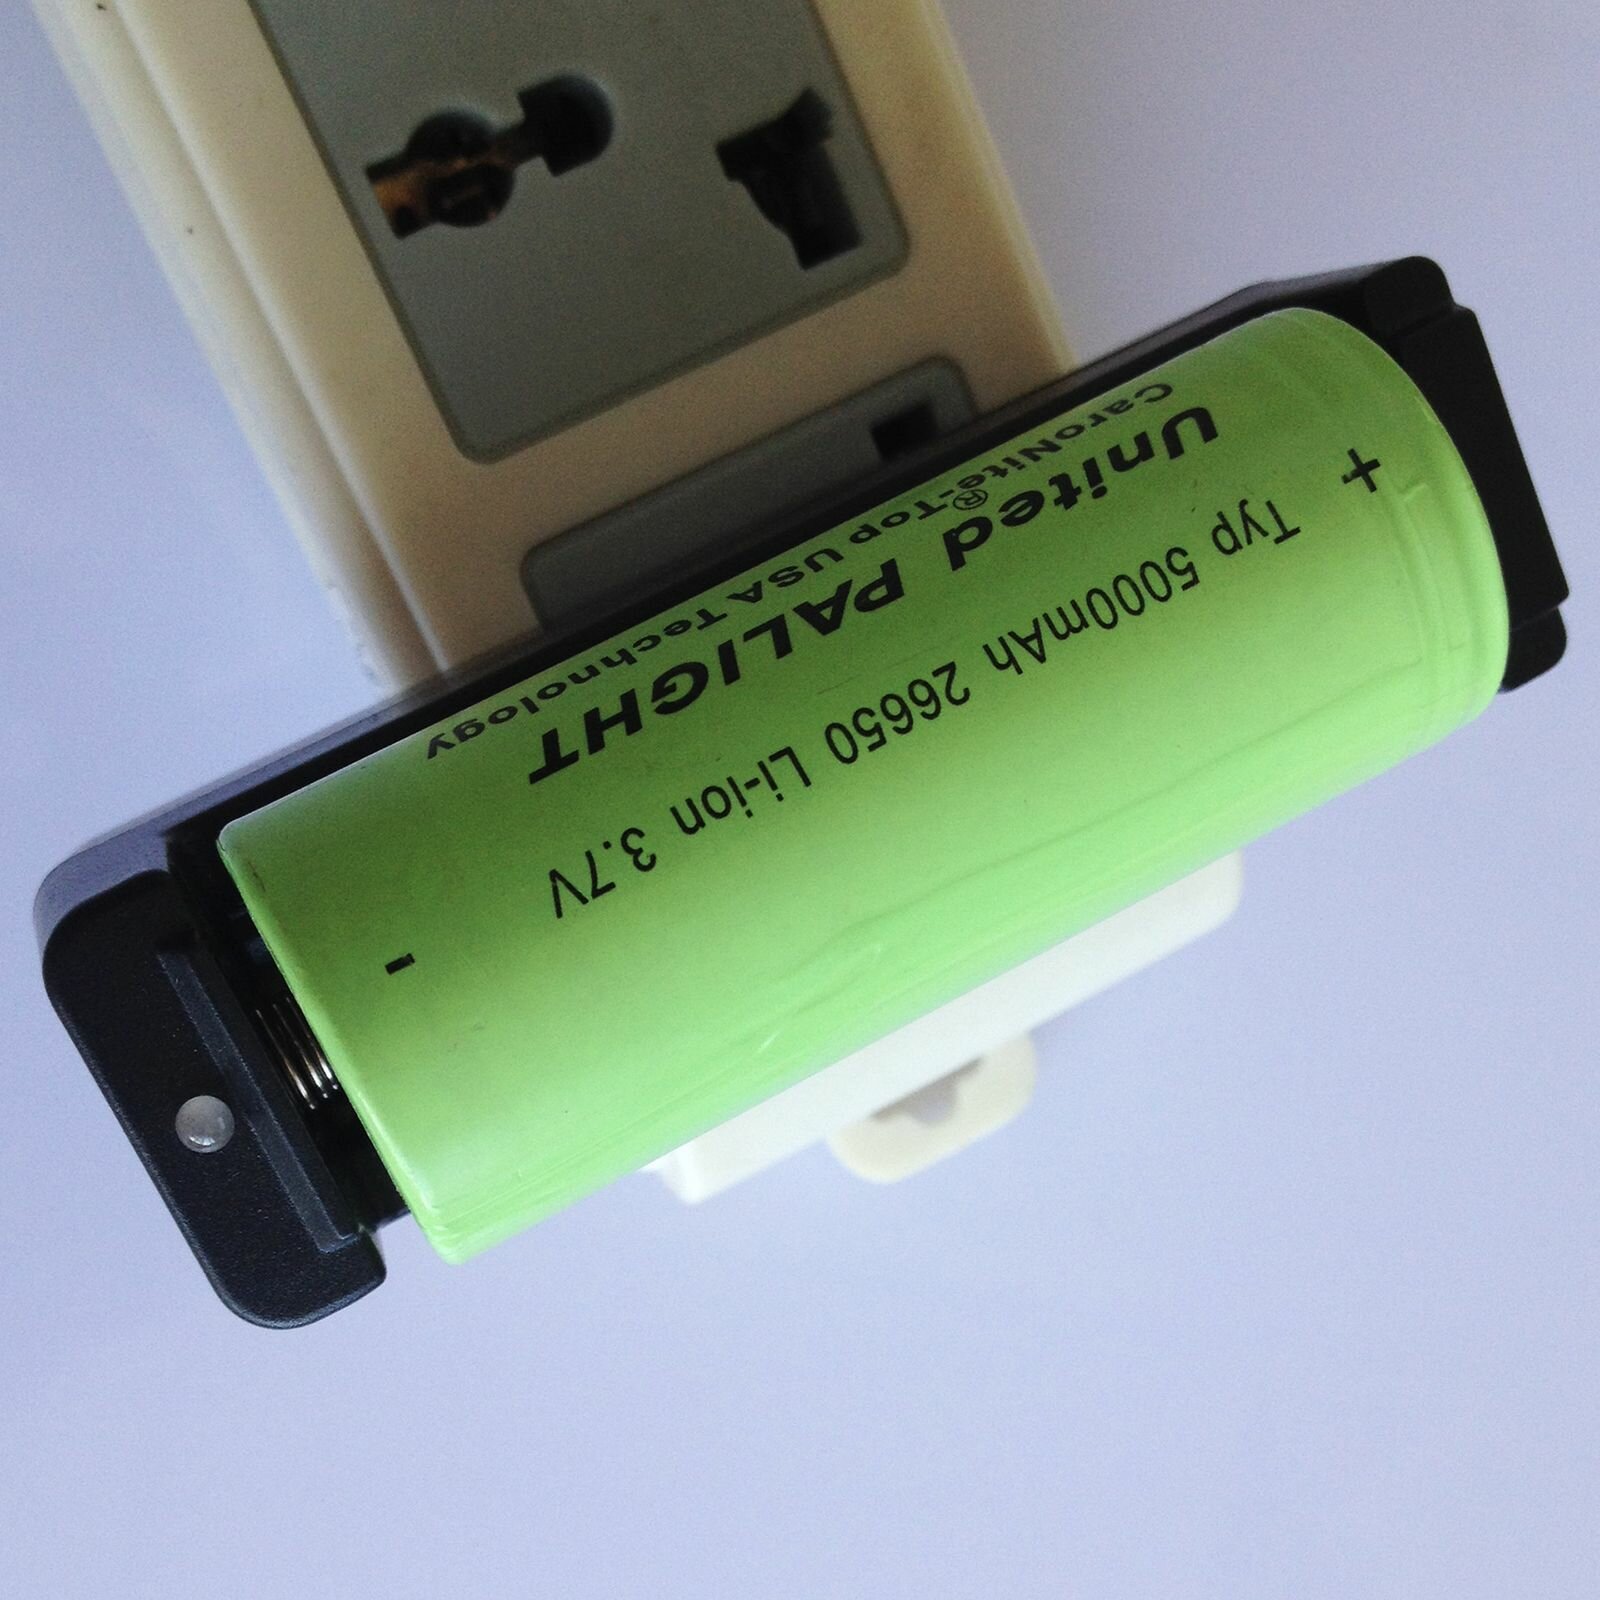 CaroNite-Top USA Technology
United® PALIGHT
+ Typ 5000mAh 26650 Li-ion 3.7V -